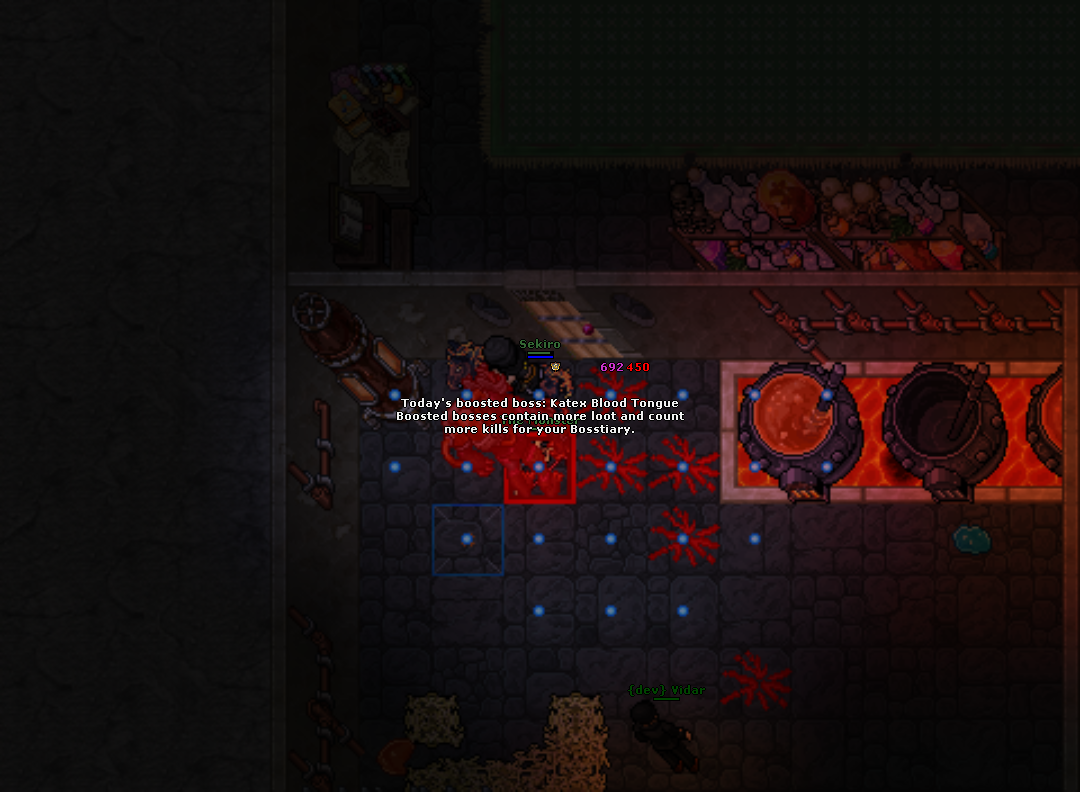 Sekiro
692 450
Today's boosted boss: Katex Blood Tongue
Boosted bosses contain more loot and count
more kills for your Bosstiary.
{dev} Vidar